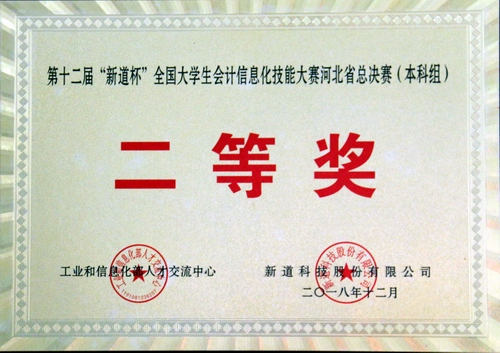 第十二届“新道杯”全国大学生会计信息化技能大赛河北省总决赛（本科组）
二等奖
工业和信息化部人才交流中心
新道科技股份有限公司
二〇一八年十二月